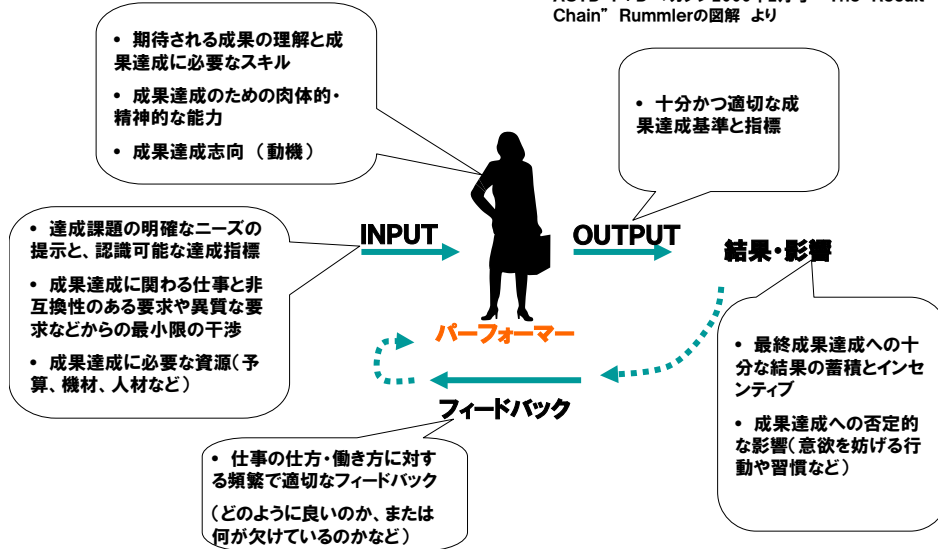 Chain” Rummlerの図解 より
• 期待される成果の理解と成
果達成に必要なスキル
• 成果達成のための肉体的・
精神的な能力
• 成果達成志向 (動機)
• 十分かつ適切な成
果達成基準と指標
• 達成課題の明確なニーズの
提示と、認識可能な達成指標
• 成果達成に関わる仕事と非
互換性のある要求や異質な要
求などからの最小限の干渉
• 成果達成に必要な資源(予
算、機材、人材など)
INPUT
OUTPUT
結果・影響
パーフォーマー
フィードバック
• 最終成果達成への十
分な結果の蓄積とインセ
ンティブ
• 成果達成への否定的
な影響(意欲を妨げる行
動や習慣など)
• 仕事の仕方・働き方に対す
る頻繁で適切なフィードバック
(どのように良いのか、または
何が欠けているのかなど)